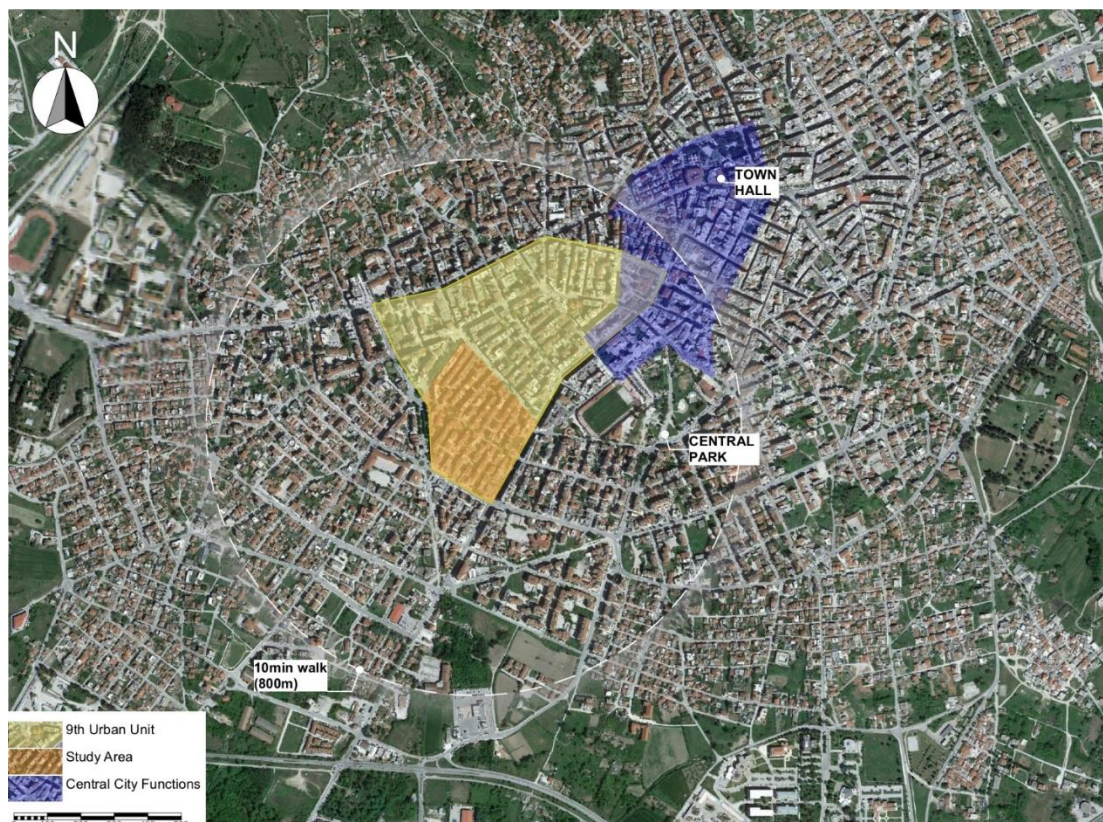 N
TOWN
HALL
CENTRAL
PARK
10min walk
(800m)
9th Urban Unit
Study Area
Central City Functions